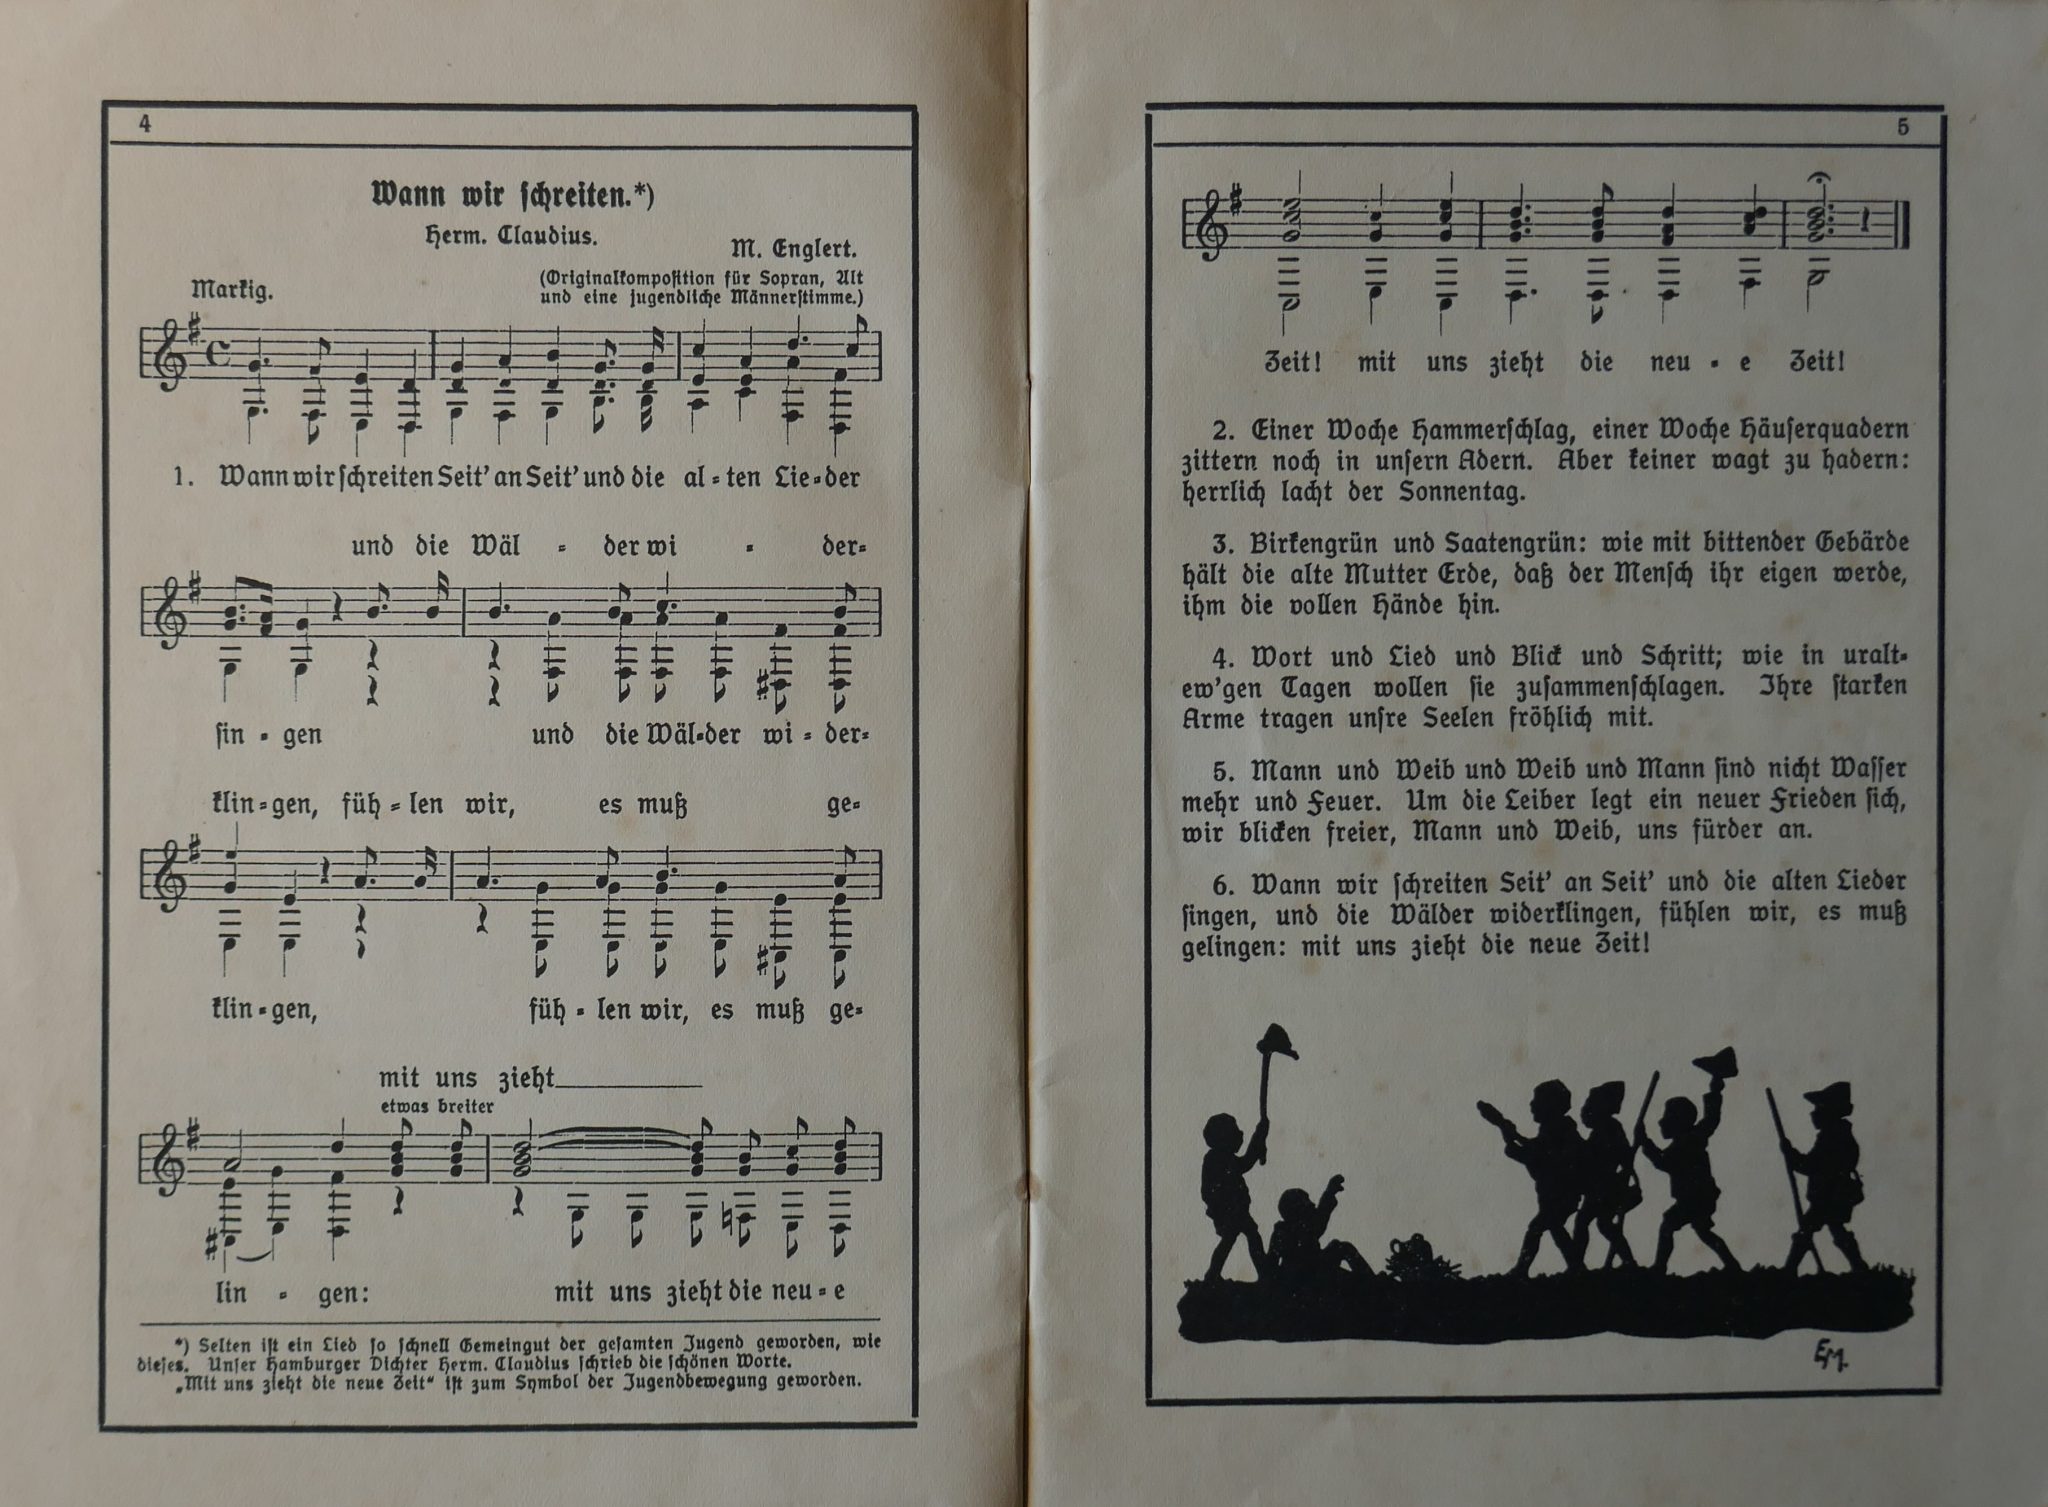 4
Wann wir schreiten.*)
Herm. Claudius.
M. Englert.
Markig.
(Originalkomposition für Sopran, Alt
und eine jugendliche Männerstimme.)
1. Wann wir schreiten Seit' an Seit' und die al-ten Lie-der
und die Wäl - der wi - der-
sin - gen und die Wäl-der wi - der-
klin-gen, füh - len wir, es muß ge-
klin-gen, füh - len wir, es muß ge-
mit uns zieht
etwas breiter
lin - gen: mit uns zieht die neu-e
*) Selten ist ein Lied so schnell Gemeingut der gesamten Jugend geworden, wie
dieses. Unser Hamburger Dichter Herm. Claudius schrieb die schönen Worte.
„Mit uns zieht die neue Zeit“ ist zum Symbol der Jugendbewegung geworden.
5
Zeit! mit uns zieht die neu - e Zeit!
2. Einer Woche Hammerschlag, einer Woche Häuserquadern
zittern noch in unsern Adern. Aber keiner wagt zu hadern:
herrlich lacht der Sonnentag.
3. Birkengrün und Saatengrün: wie mit bittender Gebärde
hält die alte Mutter Erde, daß der Mensch ihr eigen werde,
ihm die vollen Hände hin.
4. Wort und Lied und Blick und Schritt; wie in uralt-
ew'gen Tagen wollen sie zusammenschlagen. Ihre starken
Arme tragen unsre Seelen fröhlich mit.
5. Mann und Weib und Weib und Mann sind nicht Wasser
mehr und Feuer. Um die Leiber legt ein neuer Frieden sich,
wir blicken freier, Mann und Weib, uns fürder an.
6. Wann wir schreiten Seit' an Seit' und die alten Lieder
singen, und die Wälder widerklingen, fühlen wir, es muß
gelingen: mit uns zieht die neue Zeit!
EM.